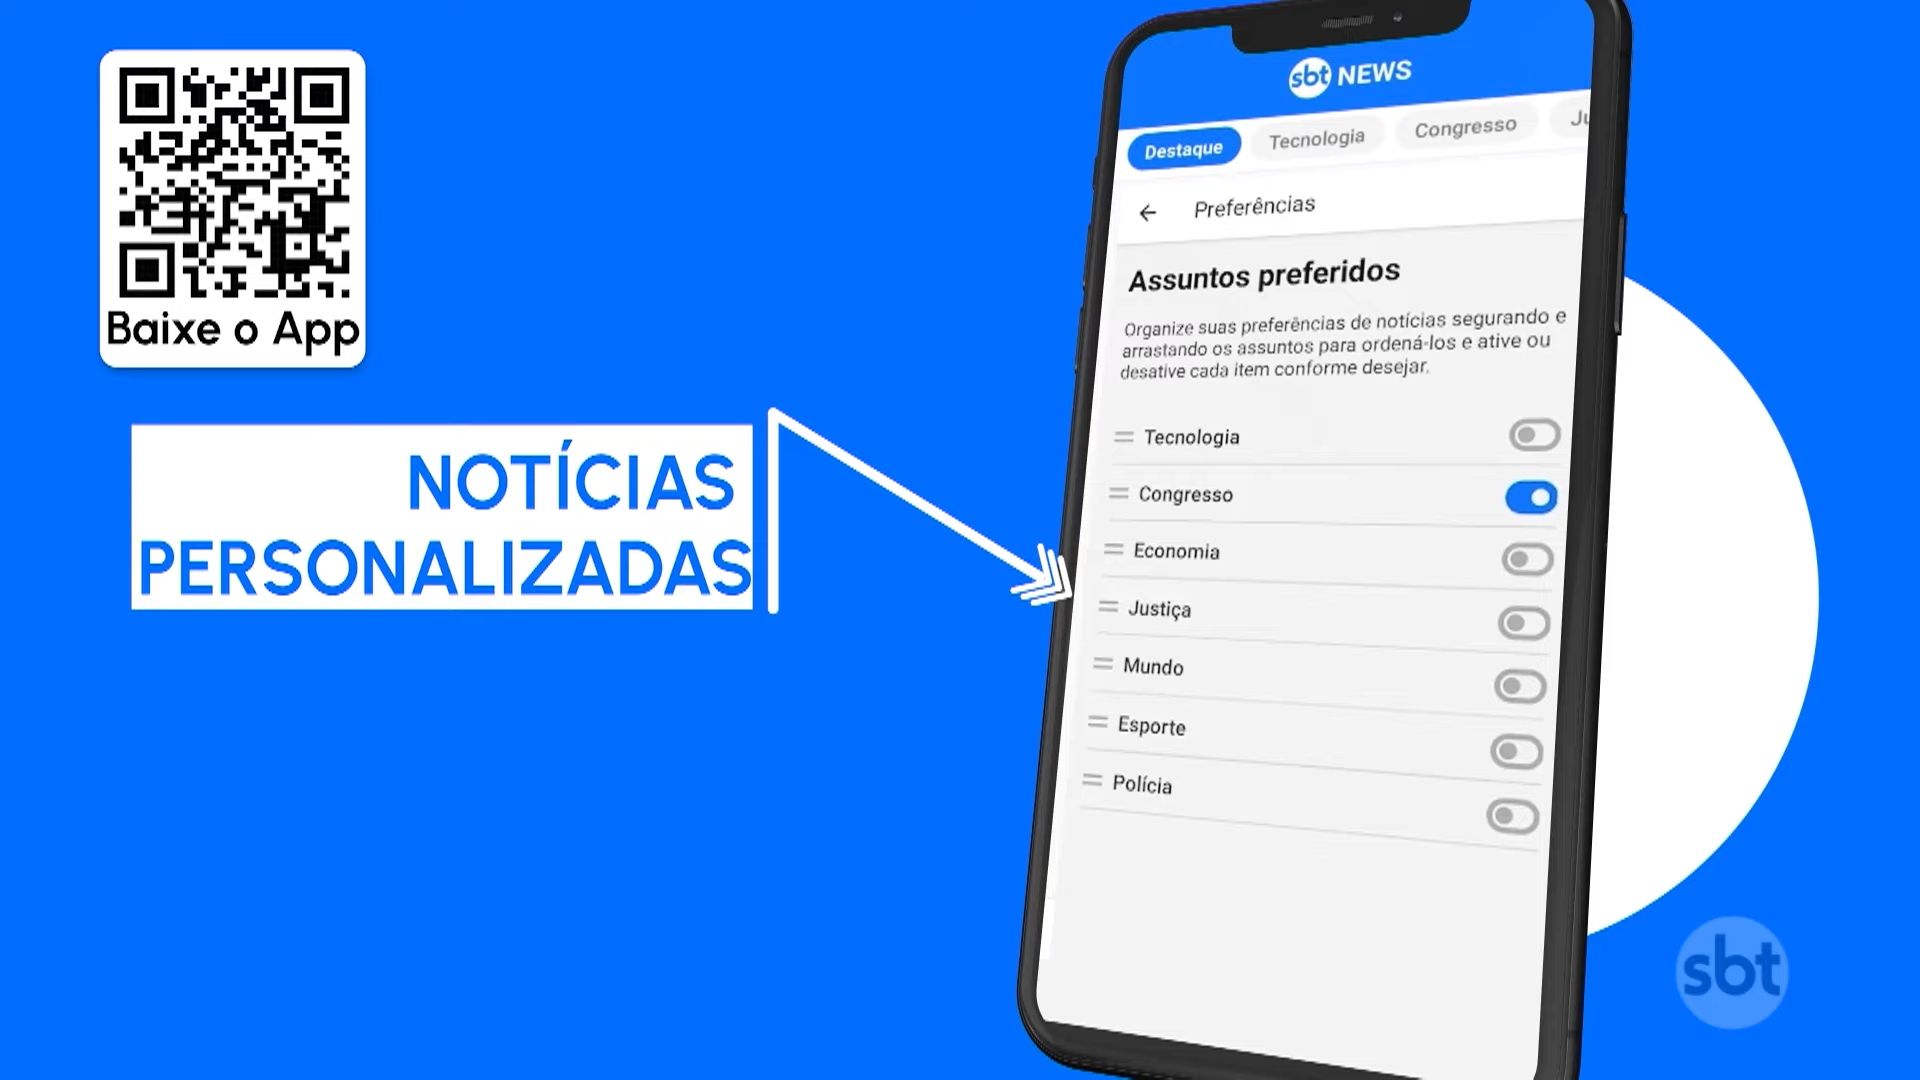 Baixe o App
NOTÍCIAS
PERSONALIZADAS
sbt NEWS
Destaque
Tecnologia
Congresso
Ju
Preferências
Assuntos preferidos
Organize suas preferências de notícias segurando e
arrastando os assuntos para ordená-los e ative ou
desative cada item conforme desejar.
Tecnologia
Congresso
Economia
Justiça
Mundo
Esporte
Polícia
sbt